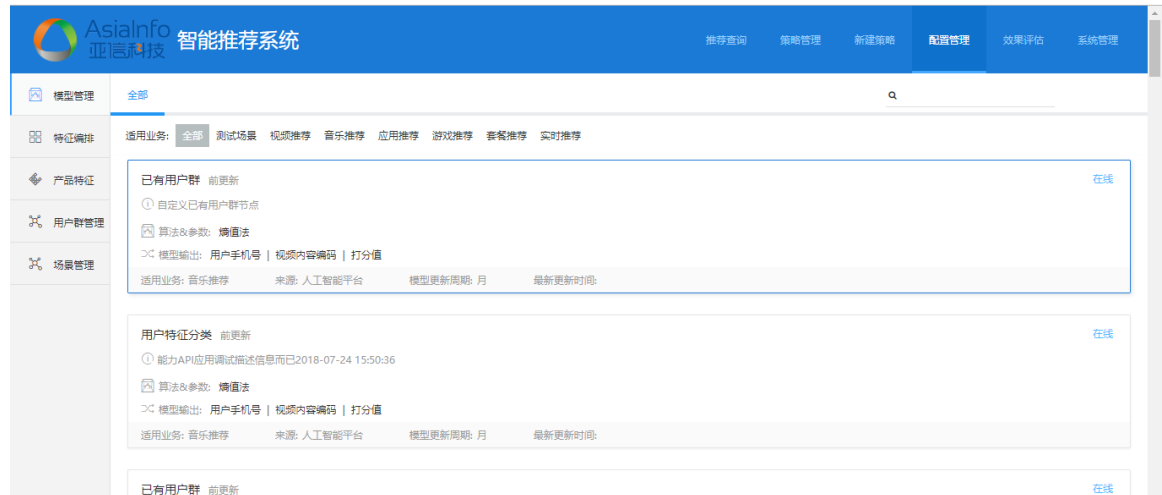 AsiaInfo
亚信科技
智能推荐系统
推荐查询 策略管理 新建策略 配置管理 效果评估 系统管理
模型管理
特征编排
产品特征
用户群管理
场景管理
全部
适用业务: 全部 测试场景 视频推荐 音乐推荐 应用推荐 游戏推荐 套餐推荐 实时推荐
已有用户群 前更新 在线
自定义已有用户群节点
算法&参数: 熵值法
模型输出: 用户手机号 | 视频内容编码 | 打分值
适用业务: 音乐推荐 来源: 人工智能平台 模型更新周期: 月 最新更新时间:
用户特征分类 前更新 在线
能力API应用调试描述信息而已2018-07-24 15:50:36
算法&参数: 熵值法
模型输出: 用户手机号 | 视频内容编码 | 打分值
适用业务: 音乐推荐 来源: 人工智能平台 模型更新周期: 月 最新更新时间:
已有用户群 前更新 在线